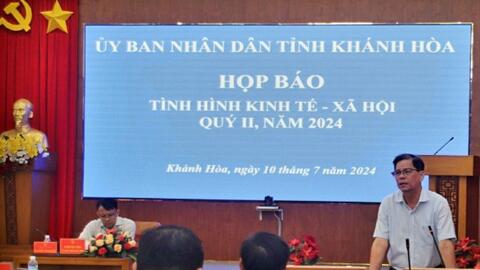 ỦY BAN NHÂN DÂN TỈNH KHÁNH HÒA
HỌP BÁO
TÌNH HÌNH KINH TẾ - XÃ HỘI
QUÝ II, NĂM 2024
Khánh Hòa, ngày 10 tháng 7 năm 2024